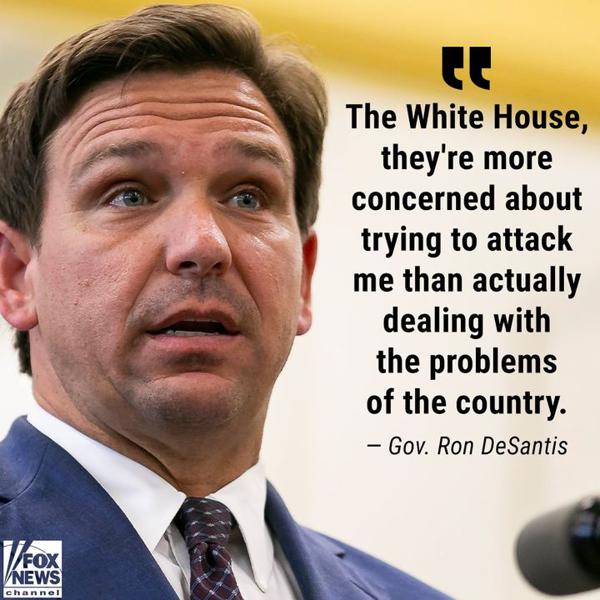 The White House,
they're more
concerned about
trying to attack
me than actually
dealing with
the problems
of the country.
— Gov. Ron DeSantis
FOX
NEWS
channel